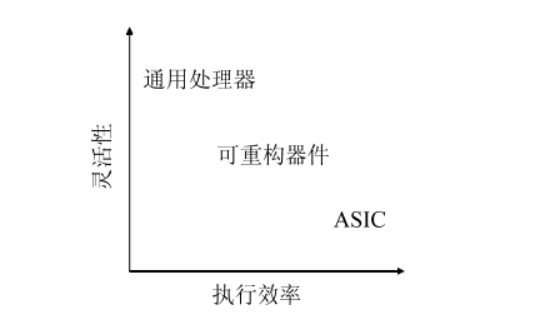 通用处理器
灵活性
可重构器件
ASIC
执行效率